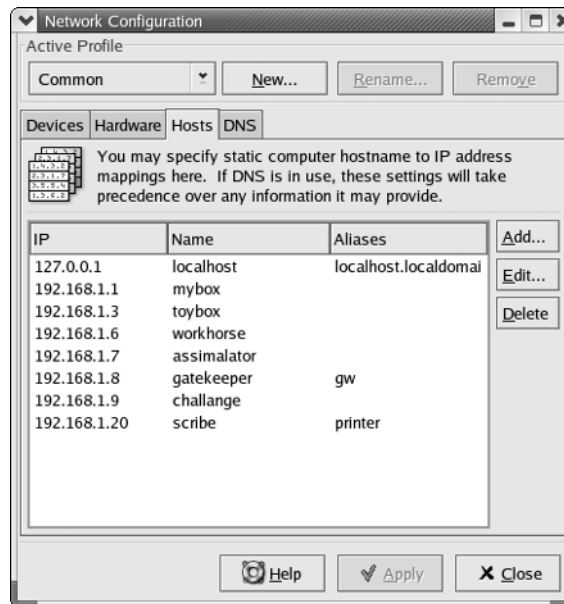 Network Configuration
Active Profile
Common New... Rename... Remove
Devices Hardware Hosts DNS
You may specify static computer hostname to IP address
mappings here. If DNS is in use, these settings will take
precedence over any information it may provide.
IP Name Aliases
127.0.0.1 localhost localhost.localdomai
192.168.1.1 mybox
192.168.1.3 toybox
192.168.1.6 workhorse
192.168.1.7 assimalator
192.168.1.8 gatekeeper gw
192.168.1.9 challange
192.168.1.20 scribe printer
Add...
Edit...
Delete
Help Apply Close